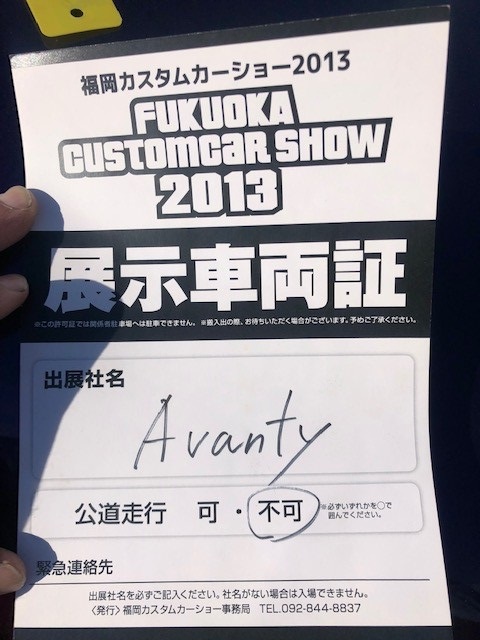 福岡カスタムカーショー2013
FUKUOKA
CUSTOMCAR SHOW
2013
展示車両証
※この許可証では関係者駐車場へは駐車できません。 ※搬入出の際、お待ちいただく場合がございます。予めご了承ください。
出展社名
Avanty
公道走行 可・不可 ※必ずいずれかを○で
囲んでください。
緊急連絡先
出展社名を必ずご記入ください。社名がない場合は入場できません。
〈発行〉福岡カスタムカーショー事務局 TEL.092-844-8837